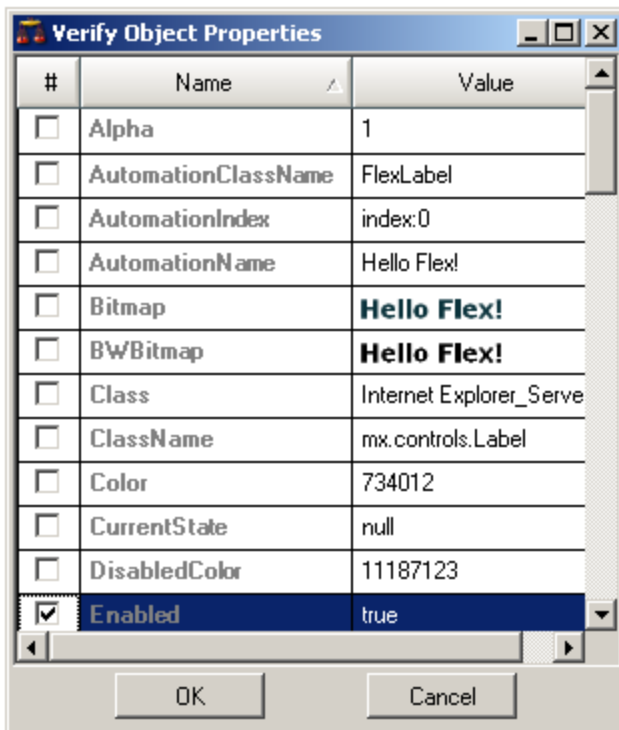 Verify Object Properties
# Name Value
Alpha 1
AutomationClassName FlexLabel
AutomationIndex index:0
AutomationName Hello Flex!
Bitmap Hello Flex!
BWBitmap Hello Flex!
Class Internet Explorer_Serve
ClassName mx.controls.Label
Color 734012
CurrentState null
DisabledColor 11187123
Enabled true
OK Cancel